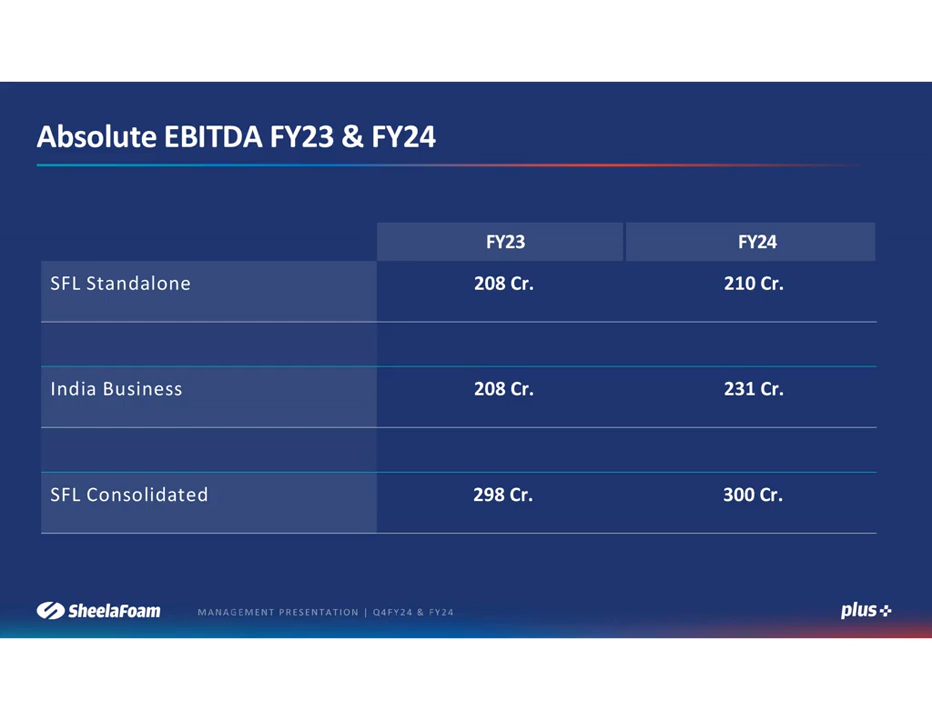 Absolute EBITDA FY23 & FY24
FY23 FY24
SFL Standalone 208 Cr. 210 Cr.
India Business 208 Cr. 231 Cr.
SFL Consolidated 298 Cr. 300 Cr.
SheelaFoam MANAGEMENT PRESENTATION | Q4FY24 & FY24 plus